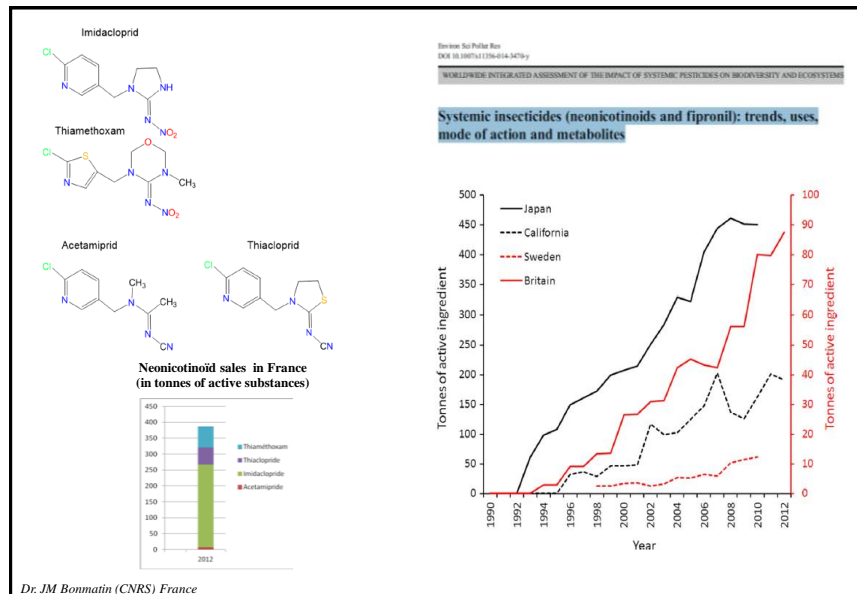 Imidacloprid
Cl
N
N
NH
N
NO2
Thiamethoxam
Cl
S
N
O
N
N
CH3
N
NO2
Acetamiprid
Cl
N
CH3
N
CH3
N
CN
Thiacloprid
Cl
N
N
S
N
CN
Neonicotinoïd sales in France
(in tonnes of active substances)
450
400
350
300
250
200
150
100
50
0
2012
Thiaméthoxam
Thiaclopride
Imidaclopride
Acetamipride
Dr. JM Bonmatin (CNRS) France
Environ Sci Pollut Res
DOI 10.1007/s11356-014-3470-y
WORLDWIDE INTEGRATED ASSESSMENT OF THE IMPACT OF SYSTEMIC PESTICIDES ON BIODIVERSITY AND ECOSYSTEMS
Systemic insecticides (neonicotinoids and fipronil): trends, uses,
mode of action and metabolites
Tonnes of active ingredient
500
450
400
350
300
250
200
150
100
50
0
Japan
California
Sweden
Britain
100
90
80
70
60
50
40
30
20
10
0
Tonnes of active ingredient
1990
1992
1994
1996
1998
2000
2002
2004
2006
2008
2010
2012
Year